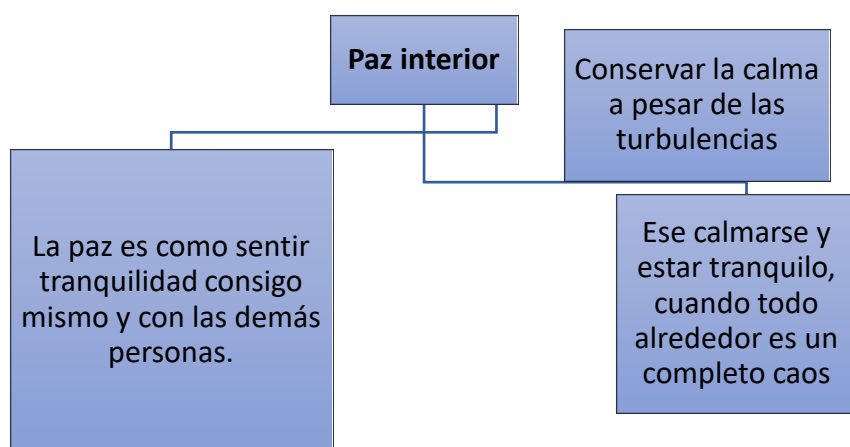 Paz interior
Conservar la calma
a pesar de las
turbulencias
La paz es como sentir
tranquilidad consigo
mismo y con las demás
personas.
Ese calmarse y
estar tranquilo,
cuando todo
alrededor es un
completo caos